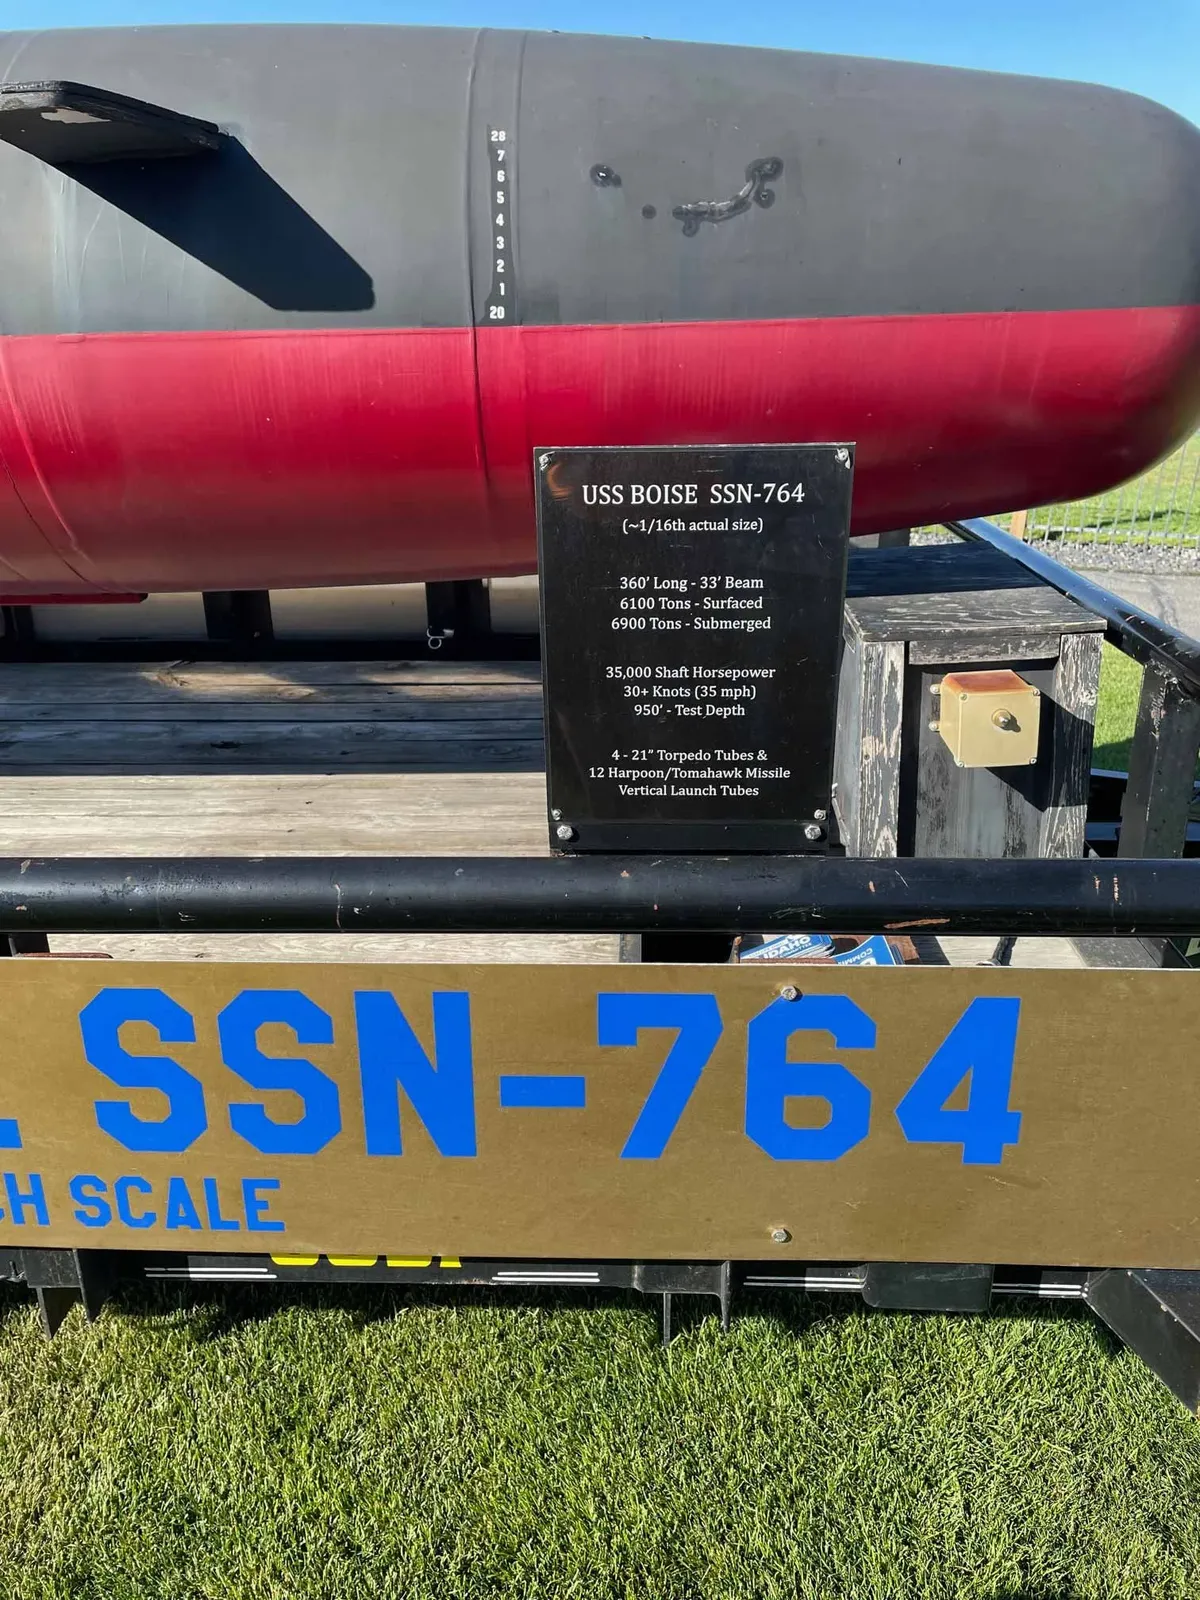 28
7
6
5
4
3
2
1
20
USS BOISE SSN-764
(~1/16th actual size)
360' Long - 33' Beam
6100 Tons - Surfaced
6900 Tons - Submerged
35,000 Shaft Horsepower
30+ Knots (35 mph)
950' - Test Depth
4 - 21" Torpedo Tubes &
12 Harpoon/Tomahawk Missile
Vertical Launch Tubes
IDAHO
SSN-764
SCALE